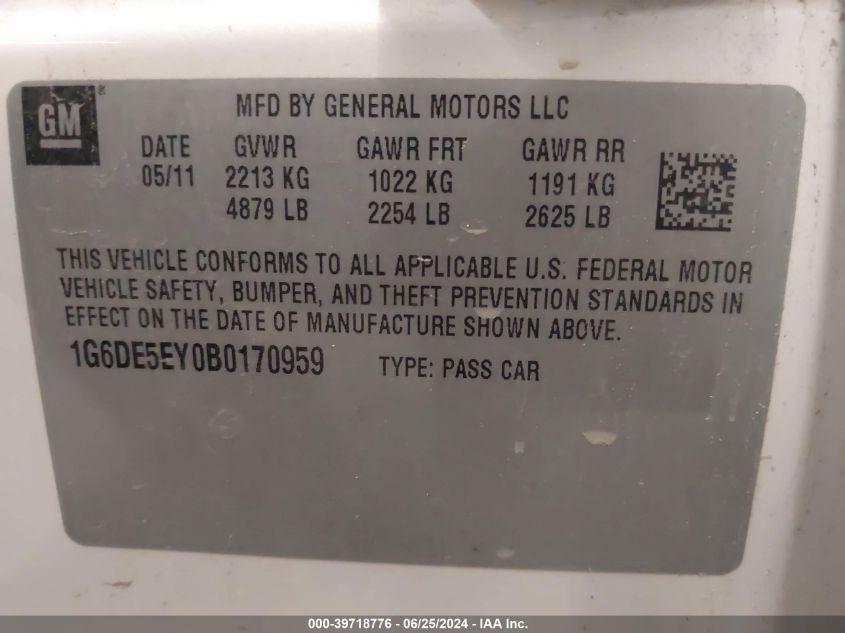 GM ®
MFD BY GENERAL MOTORS LLC
DATE GVWR GAWR FRT GAWR RR
05/11 2213 KG 1022 KG 1191 KG
4879 LB 2254 LB 2625 LB
THIS VEHICLE CONFORMS TO ALL APPLICABLE U.S. FEDERAL MOTOR
VEHICLE SAFETY, BUMPER, AND THEFT PREVENTION STANDARDS IN
EFFECT ON THE DATE OF MANUFACTURE SHOWN ABOVE.
1G6DE5EY0B0170959 TYPE: PASS CAR
000-39718776 - 06/25/2024 - IAA Inc.